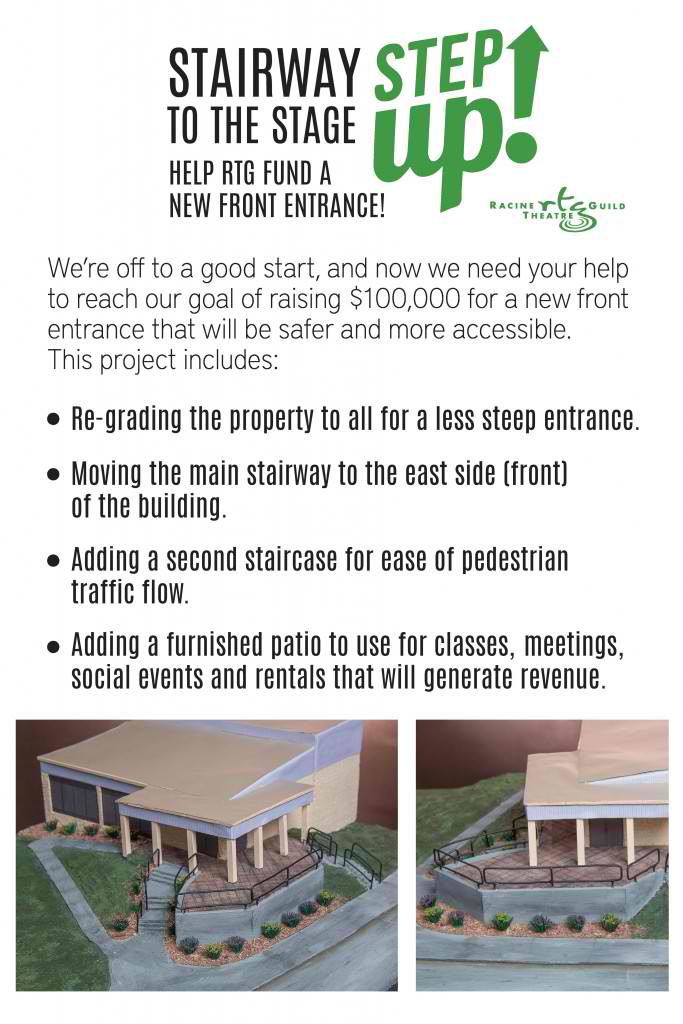 STAIRWAY
TO THE STAGE
HELP RTG FUND A
NEW FRONT ENTRANCE!
STEP
up!
RACINE rtg GUILD
THEATRE
We're off to a good start, and now we need your help
to reach our goal of raising $100,000 for a new front
entrance that will be safer and more accessible.
This project includes:
• Re-grading the property to all for a less steep entrance.
• Moving the main stairway to the east side (front)
of the building.
• Adding a second staircase for ease of pedestrian
traffic flow.
• Adding a furnished patio to use for classes, meetings,
social events and rentals that will generate revenue.